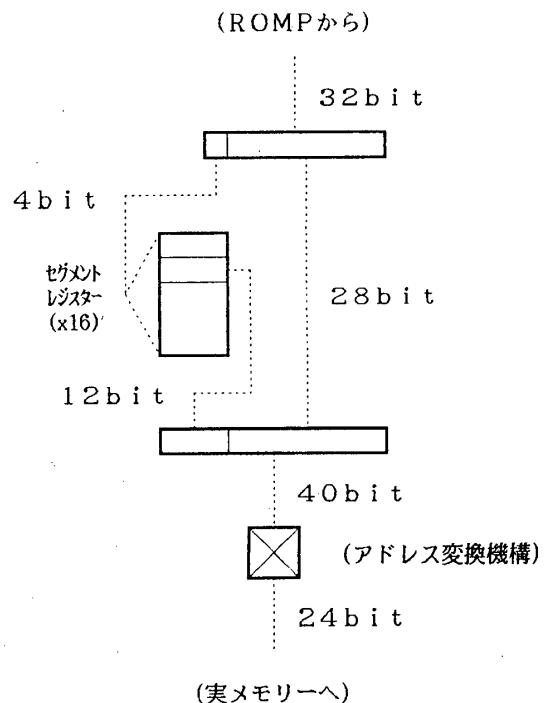 (ROMPから)
32bit
4bit
セグメント
レジスター
(x16)
28bit
12bit
40bit
(アドレス変換機構)
24bit
(実メモリーへ)